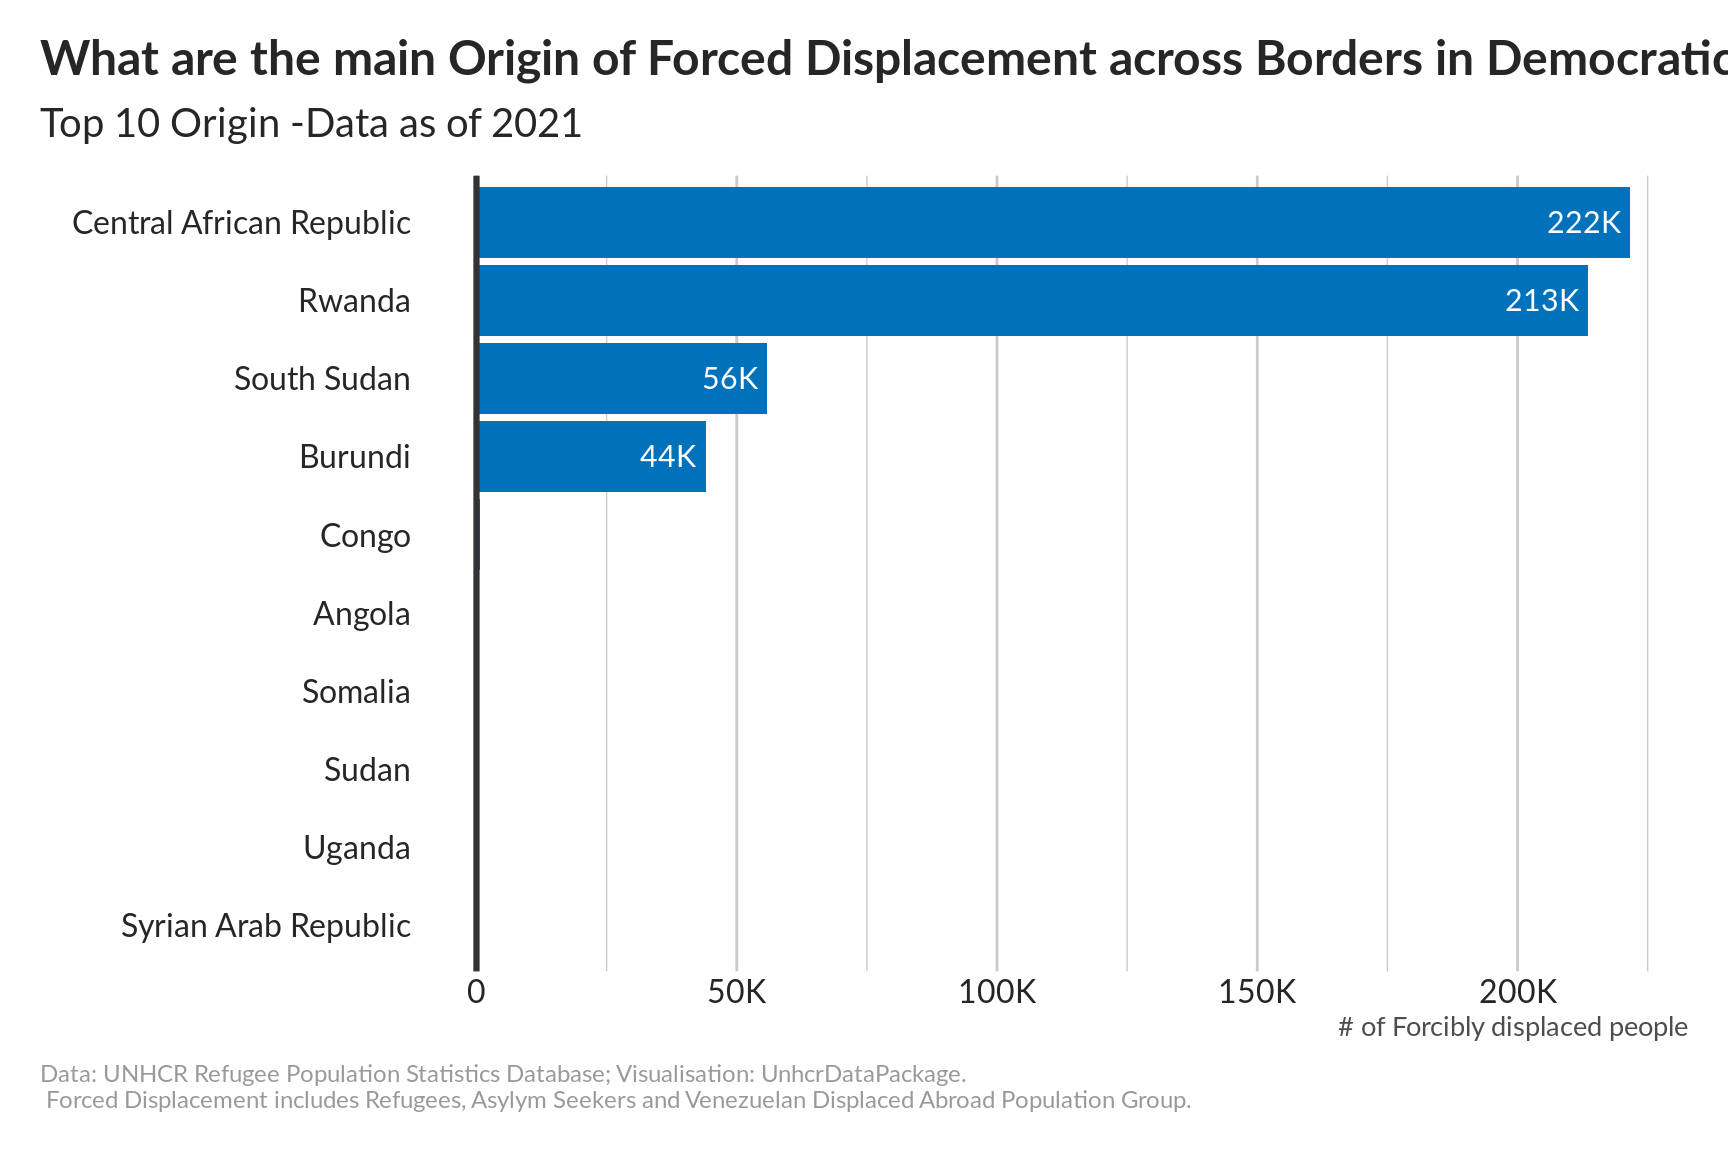 What are the main Origin of Forced Displacement across Borders in Democratic
Top 10 Origin -Data as of 2021
Central African Republic
222K
Rwanda
213K
South Sudan
56K
Burundi
44K
Congo
Angola
Somalia
Sudan
Uganda
Syrian Arab Republic
0 50K 100K 150K 200K
# of Forcibly displaced people
Data: UNHCR Refugee Population Statistics Database; Visualisation: UnhcrDataPackage.
Forced Displacement includes Refugees, Asylym Seekers and Venezuelan Displaced Abroad Population Group.